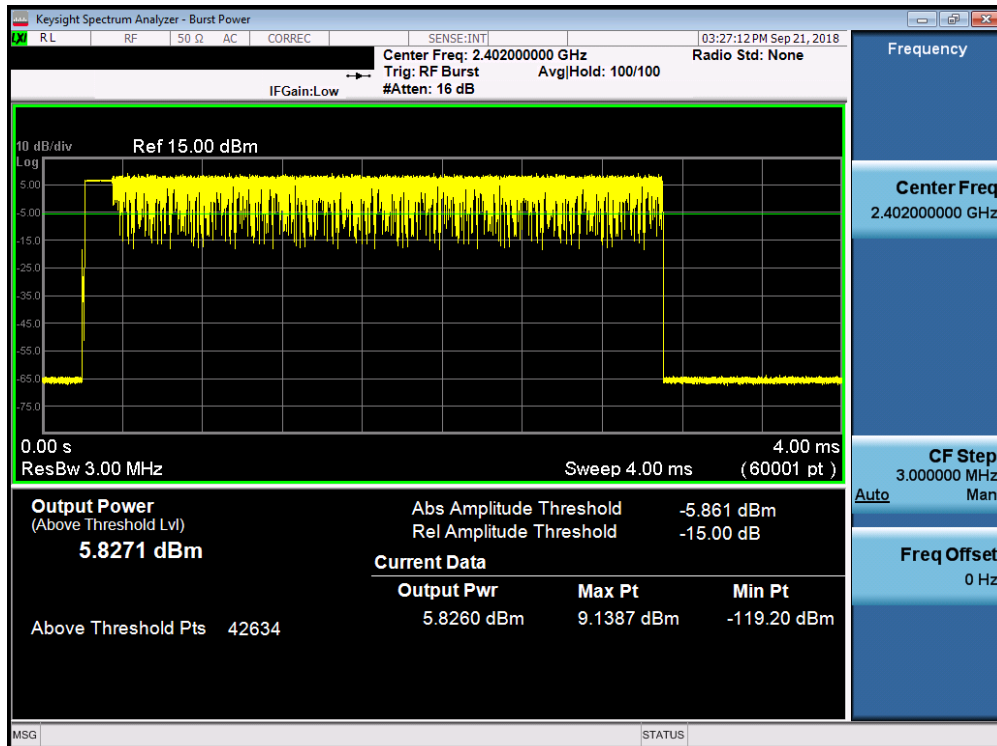 Keysight Spectrum Analyzer - Burst Power
LXI RL RF 50 Ω AC CORREC SENSE:INT 03:27:12 PM Sep 21, 2018
Center Freq: 2.402000000 GHz Radio Std: None
Trig: RF Burst Avg|Hold: 100/100
IFGain:Low #Atten: 16 dB
Frequency
10 dB/div Ref 15.00 dBm
Log
5.00
-5.00
-15.0
-25.0
-35.0
-45.0
-55.0
-65.0
-75.0
0.00 s 4.00 ms
ResBw 3.00 MHz Sweep 4.00 ms (60001 pt)
Center Freq
2.402000000 GHz
CF Step
3.000000 MHz
Auto Man
Freq Offset
0 Hz
Output Power
(Above Threshold Lvl)
5.8271 dBm
Above Threshold Pts 42634
Abs Amplitude Threshold -5.861 dBm
Rel Amplitude Threshold -15.00 dB
Current Data
Output Pwr Max Pt Min Pt
5.8260 dBm 9.1387 dBm -119.20 dBm
MSG STATUS